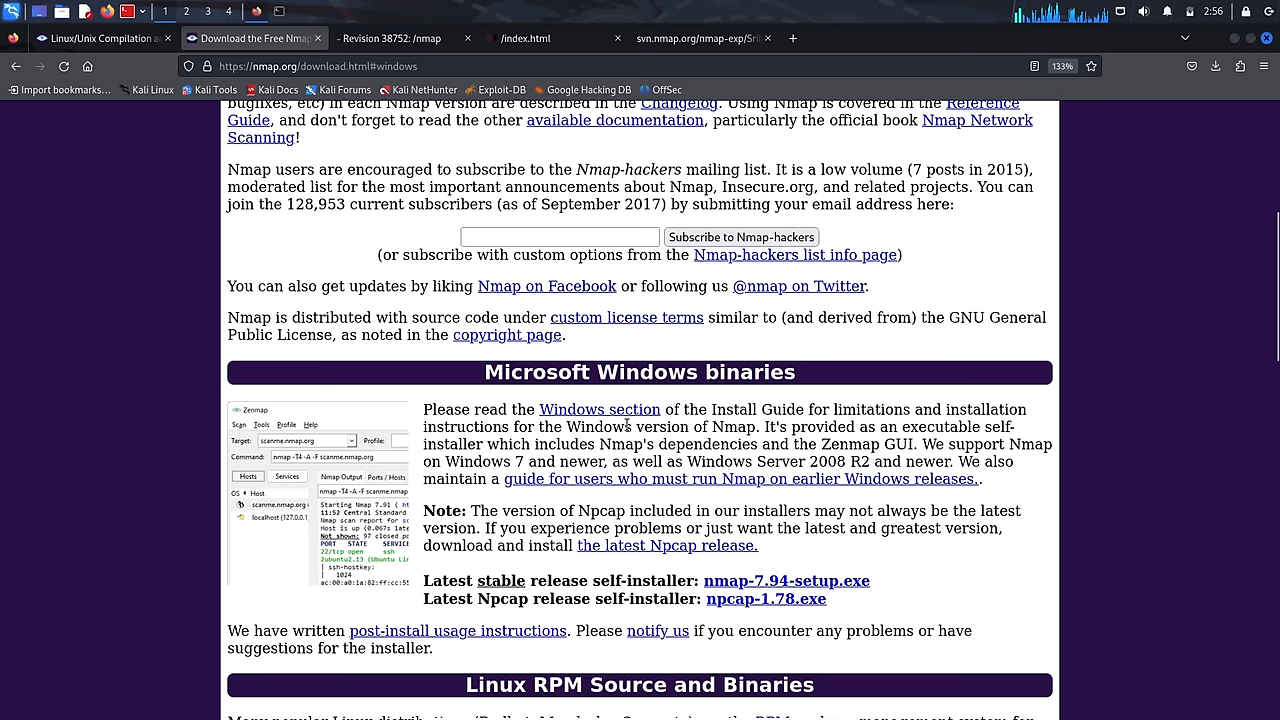 1 2 3 4 2:56
Linux/Unix Compilation a
Download the Free Nmap
- Revision 38752: /nmap
/index.html
svn.nmap.org/nmap-exp/Sri
https://nmap.org/download.html#windows
133%
Import bookmarks...
Kali Linux
Kali Tools
Kali Docs
Kali Forums
Kali NetHunter
Exploit-DB
Google Hacking DB
OffSec
bugfixes, etc) in each Nmap version are described in the Changelog. Using Nmap is covered in the Reference
Guide, and don't forget to read the other available documentation, particularly the official book Nmap Network
Scanning!
Nmap users are encouraged to subscribe to the Nmap-hackers mailing list. It is a low volume (7 posts in 2015),
moderated list for the most important announcements about Nmap, Insecure.org, and related projects. You can
join the 128,953 current subscribers (as of September 2017) by submitting your email address here:
Subscribe to Nmap-hackers
(or subscribe with custom options from the Nmap-hackers list info page)
You can also get updates by liking Nmap on Facebook or following us @nmap on Twitter.
Nmap is distributed with source code under custom license terms similar to (and derived from) the GNU General
Public License, as noted in the copyright page.
Microsoft Windows binaries
Zenmap
Scan Tools Profile Help
Target: scanme.nmap.org Profile:
Command: nmap -T4 -A -F scanme.nmap.org
Hosts Services Nmap Output Ports / Hosts
OS Host nmap -T4 -A -F scanme.nmap.org
scanme.nmap.org
localhost (127.0.0.1
Starting Nmap 7.91 ( ht
11:52 Central Standard
Nmap scan report for sc
Host is up (0.067s late
Not shown: 97 closed po
PORT STATE SERVICE
22/tcp open ssh
2ubuntu2.13 (Ubuntu Lin
| ssh-hostkey:
| 1024
ac:00:a0:1a:82:ff:cc:55
Please read the Windows section of the Install Guide for limitations and installation
instructions for the Windows version of Nmap. It's provided as an executable self-
installer which includes Nmap's dependencies and the Zenmap GUI. We support Nmap
on Windows 7 and newer, as well as Windows Server 2008 R2 and newer. We also
maintain a guide for users who must run Nmap on earlier Windows releases..
Note: The version of Npcap included in our installers may not always be the latest
version. If you experience problems or just want the latest and greatest version,
download and install the latest Npcap release.
Latest stable release self-installer: nmap-7.94-setup.exe
Latest Npcap release self-installer: npcap-1.78.exe
We have written post-install usage instructions. Please notify us if you encounter any problems or have
suggestions for the installer.
Linux RPM Source and Binaries